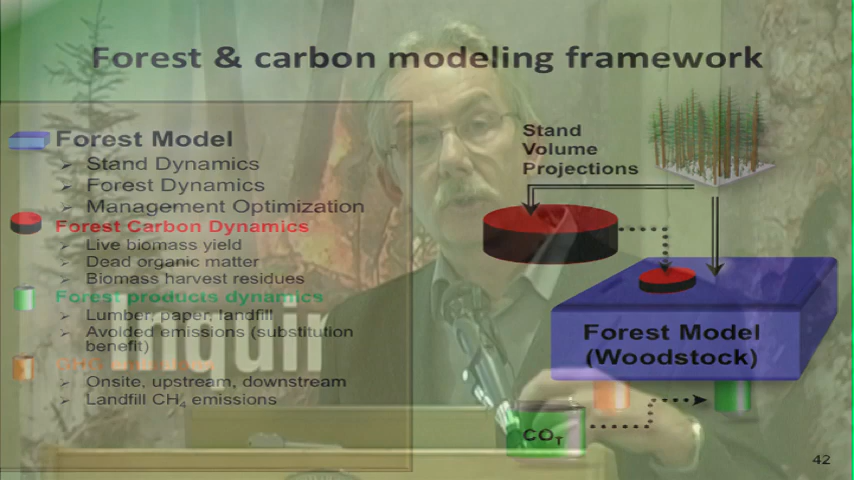 Forest & carbon modeling framework
Forest Model
Stand Dynamics
Forest Dynamics
Management Optimization
Forest Carbon Dynamics
Live biomass yield
Dead organic matter
Biomass harvest residues
Forest products dynamics
Lumber, paper, landfill
Avoided emissions (substitution
benefit)
Onsite, upstream, downstream
Landfill CH4 emissions
Stand
Volume
Projections
Forest Model
(Woodstock)
COT
42